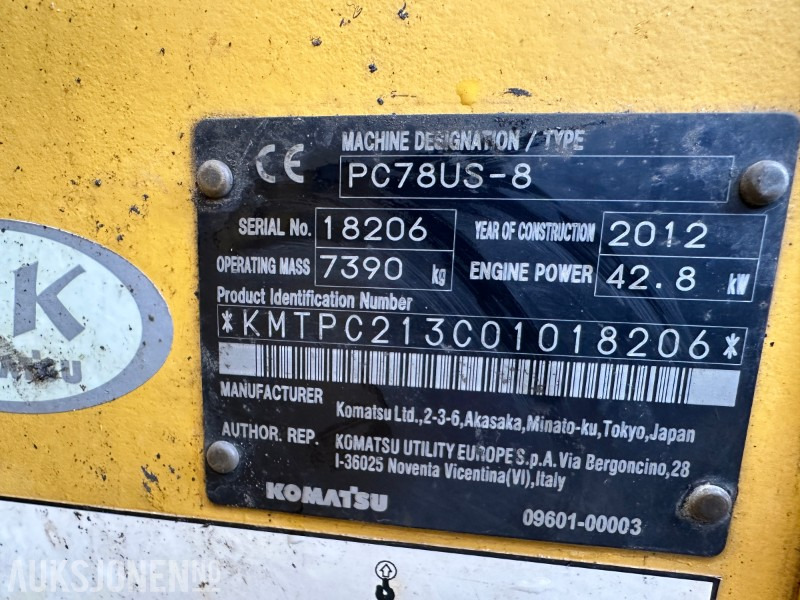 MACHINE DESIGNATION / TYPE
CE PC78US-8
SERIAL No. 18206 YEAR OF CONSTRUCTION 2012
OPERATING MASS 7390 kg ENGINE POWER 42.8 kW
Product Identification Number
*KMTPC213C01018206*
MANUFACTURER Komatsu Ltd.,2-3-6,Akasaka,Minato-ku,Tokyo,Japan
AUTHOR. REP. KOMATSU UTILITY EUROPE S.p.A. Via Bergoncino,28
I-36025 Noventa Vicentina(VI),Italy
KOMATSU
09601-00003
K
AUKSJONEN.NO